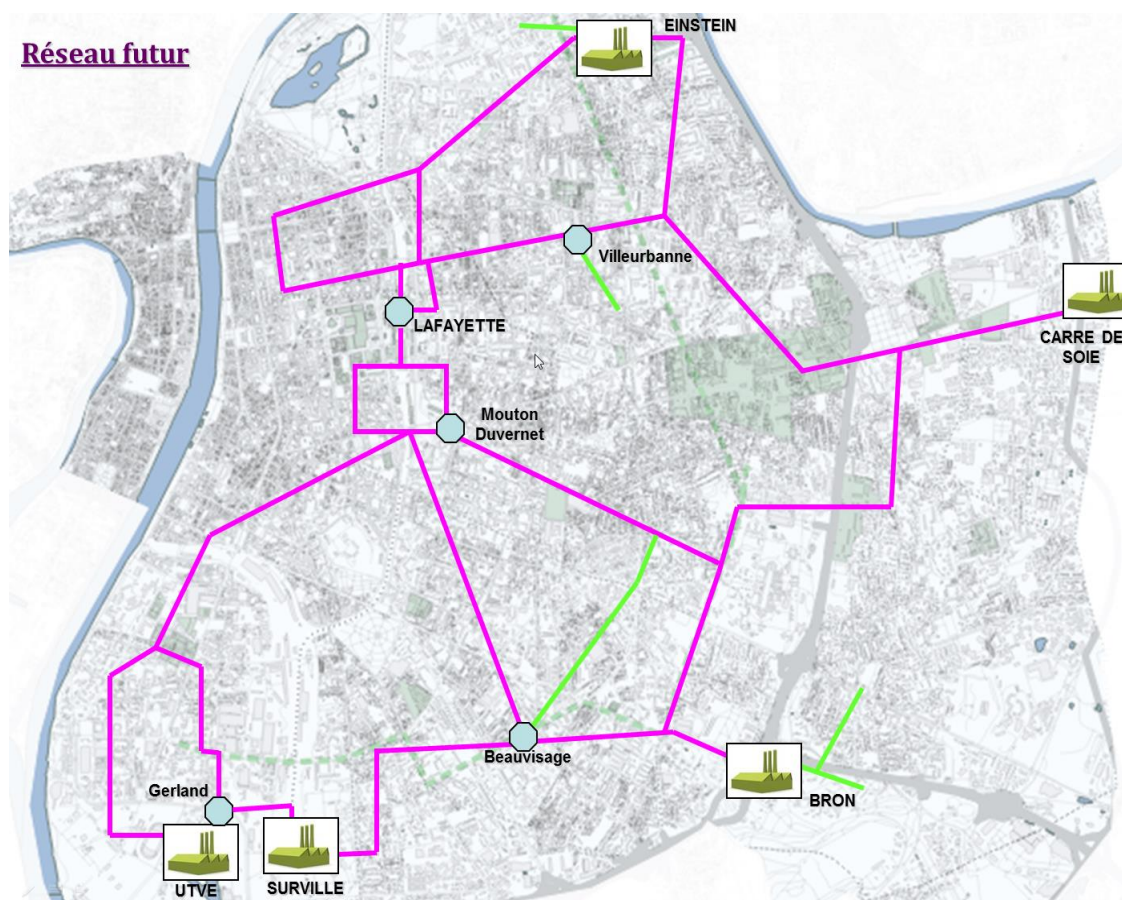 Réseau futur
EINSTEIN
Villeurbanne
LAFAYETTE
CARRE DE
SOIE
Mouton
Duvernet
Beauvisage
Gerland
BRON
UTVE
SURVILLE